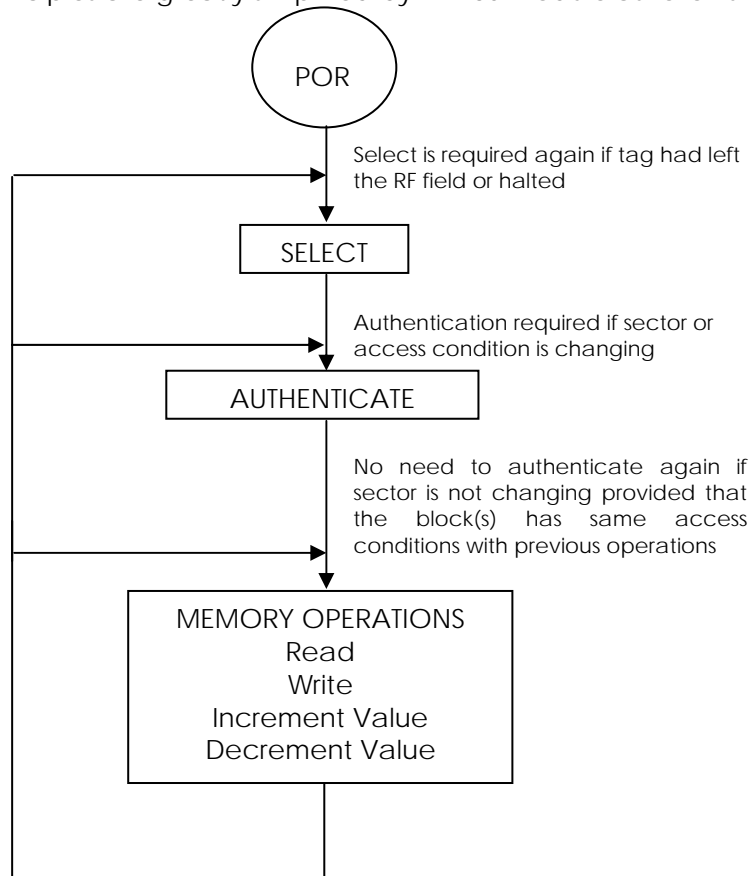 POR
Select is required again if tag had left
the RF field or halted
SELECT
Authentication required if sector or
access condition is changing
AUTHENTICATE
No need to authenticate again if
sector is not changing provided that
the block(s) has same access
conditions with previous operations
MEMORY OPERATIONS
Read
Write
Increment Value
Decrement Value